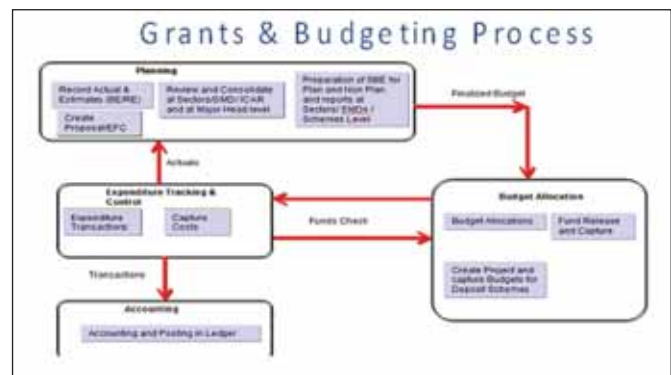 Grants & Budgeting Process
Planning
Record Actual &
Estimates (BE/RE)
Create
Proposal/EFC
Review and Consolidate
at Sectors/SMD/ ICAR
and at Major Head level
Preparation of SBE for
Plan and Non Plan
and reports at
Sectors/ SMDs /
Schemes Level
Finalized Budget
Actuals
Expenditure Tracking &
Control
Expenditure
Transactions
Capture
Costs
Funds Check
Budget Allocation
Budget Allocations
Fund Release
and Capture
Create Project and
capture Budgets for
Deposit Schemes
Transactions
Accounting
Accounting and Posting in Ledger